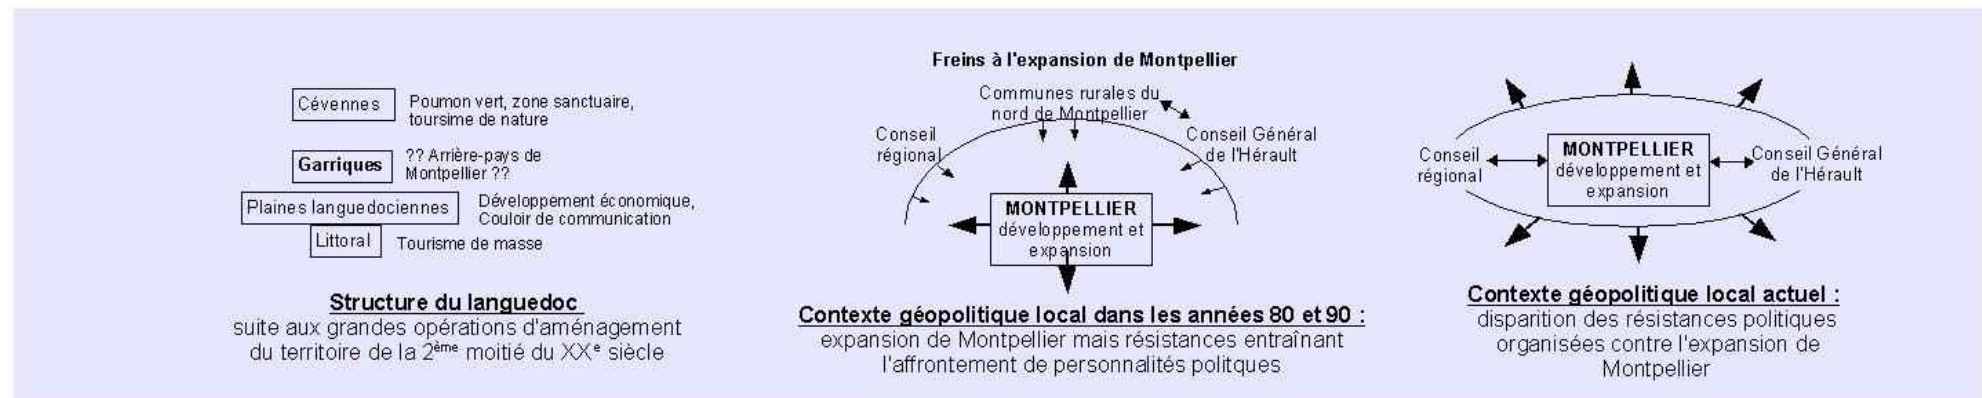 Cévennes
Poumon vert, zone sanctuaire,
toursime de nature
Garriques
?? Arrière-pays de
Montpellier ??
Plaines languedociennes
Développement économique,
Couloir de communication
Littoral
Tourisme de masse
Structure du languedoc
suite aux grandes opérations d'aménagement
du territoire de la 2ème moitié du XXe siècle
Freins à l'expansion de Montpellier
Communes rurales du
nord de Montpellier
Conseil
régional
Conseil Général
de l'Hérault
MONTPELLIER
développement et
expansion
Contexte géopolitique local dans les années 80 et 90 :
expansion de Montpellier mais résistances entraînant
l'affrontement de personnalités politques
Conseil
régional
MONTPELLIER
développement et
expansion
Conseil Général
de l'Hérault
Contexte géopolitique local actuel :
disparition des résistances politiques
organisées contre l'expansion de
Montpellier